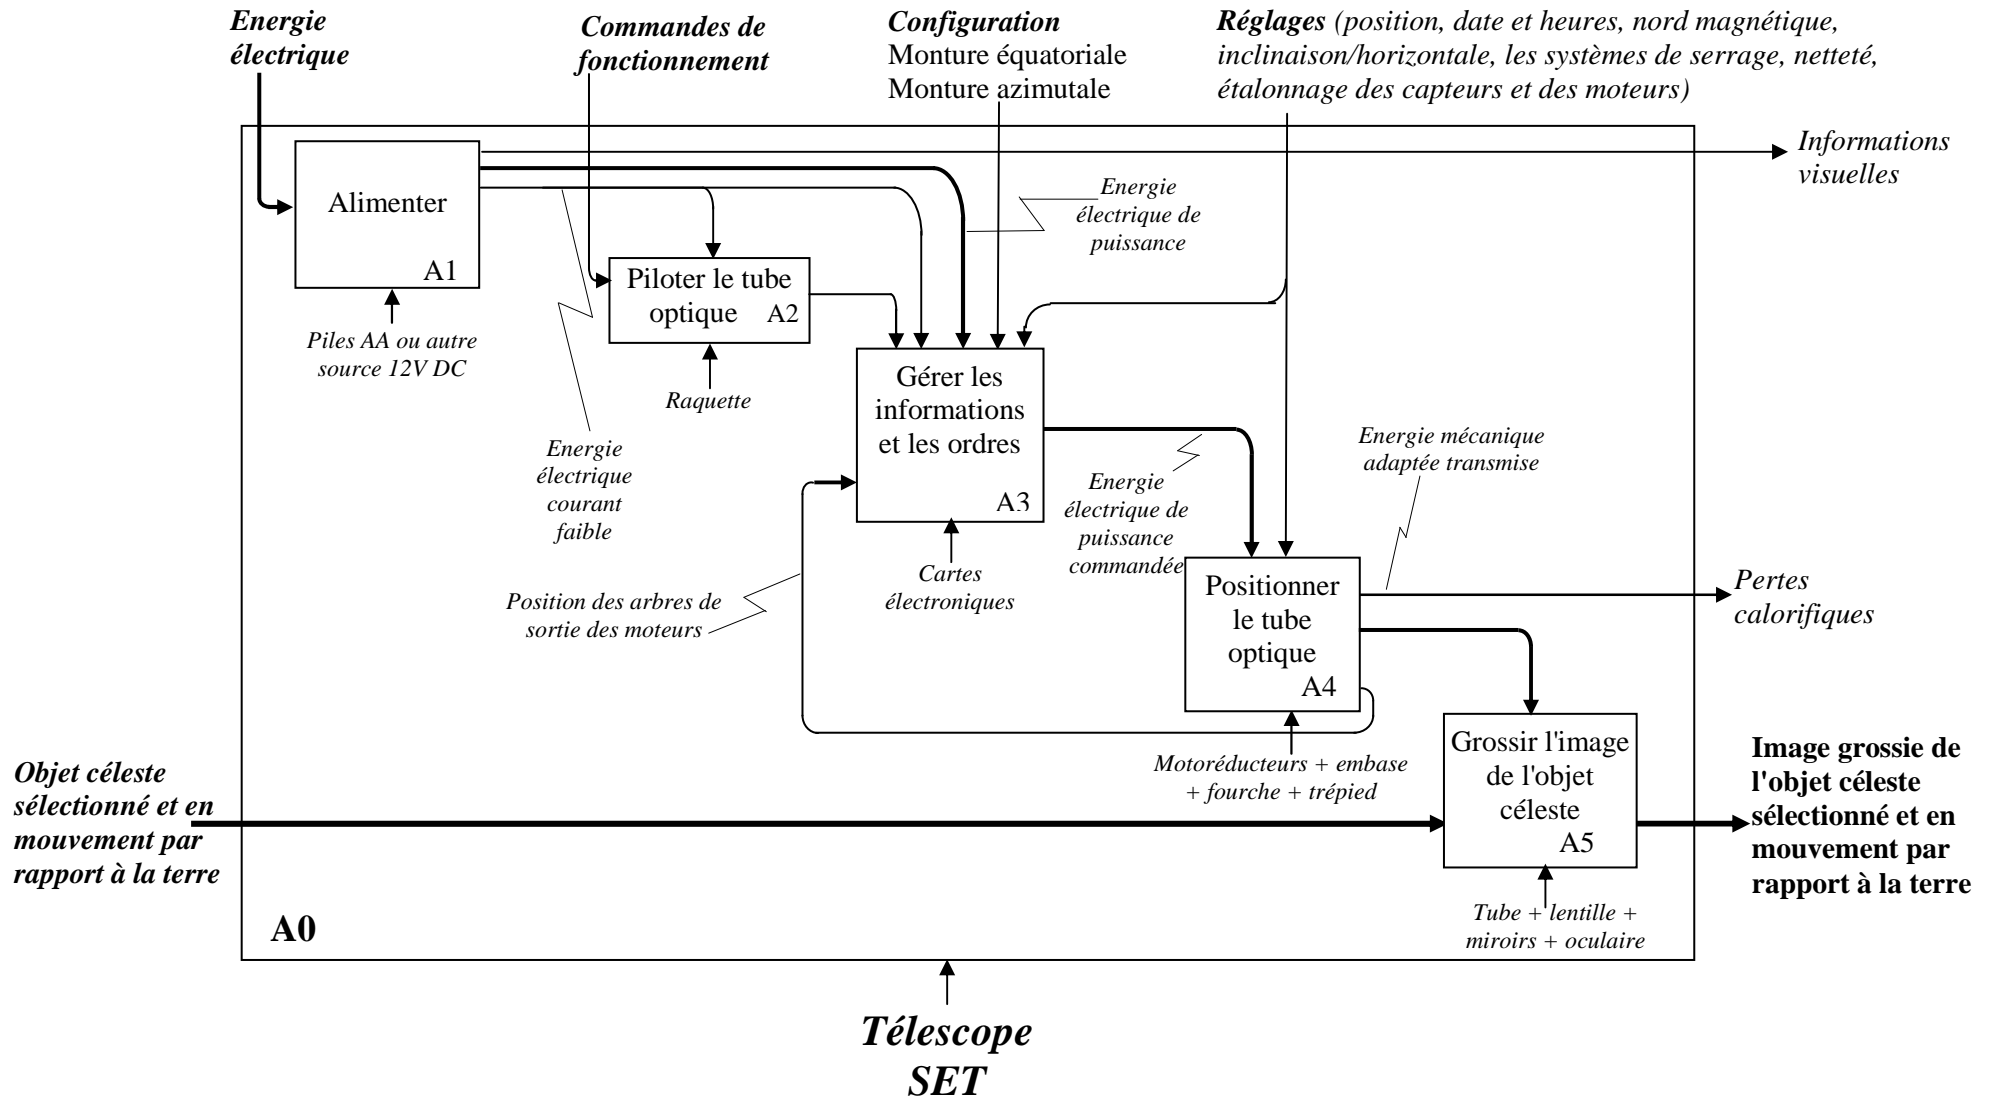 Energie
électrique
Commandes de
fonctionnement
Configuration
Monture équatoriale
Monture azimutale
Réglages (position, date et heures, nord magnétique,
inclinaison/horizontale, les systèmes de serrage, netteté,
étalonnage des capteurs et des moteurs)
Informations
visuelles
Alimenter
A1
Energie
électrique de
puissance
Piloter le tube
optique A2
Piles AA ou autre
source 12V DC
Raquette
Gérer les
informations
et les ordres
A3
Energie
électrique
courant
faible
Energie mécanique
adaptée transmise
Energie
électrique de
puissance
commandée
Cartes
électroniques
Position des arbres de
sortie des moteurs
Positionner
le tube
optique
A4
Pertes
calorifiques
Motoréducteurs + embase
+ fourche + trépied
Grossir l'image
de l'objet
céleste
A5
Objet céleste
sélectionné et en
mouvement par
rapport à la terre
Image grossie de
l'objet céleste
sélectionné et en
mouvement par
rapport à la terre
Tube + lentille +
miroirs + oculaire
A0
Télescope
SET